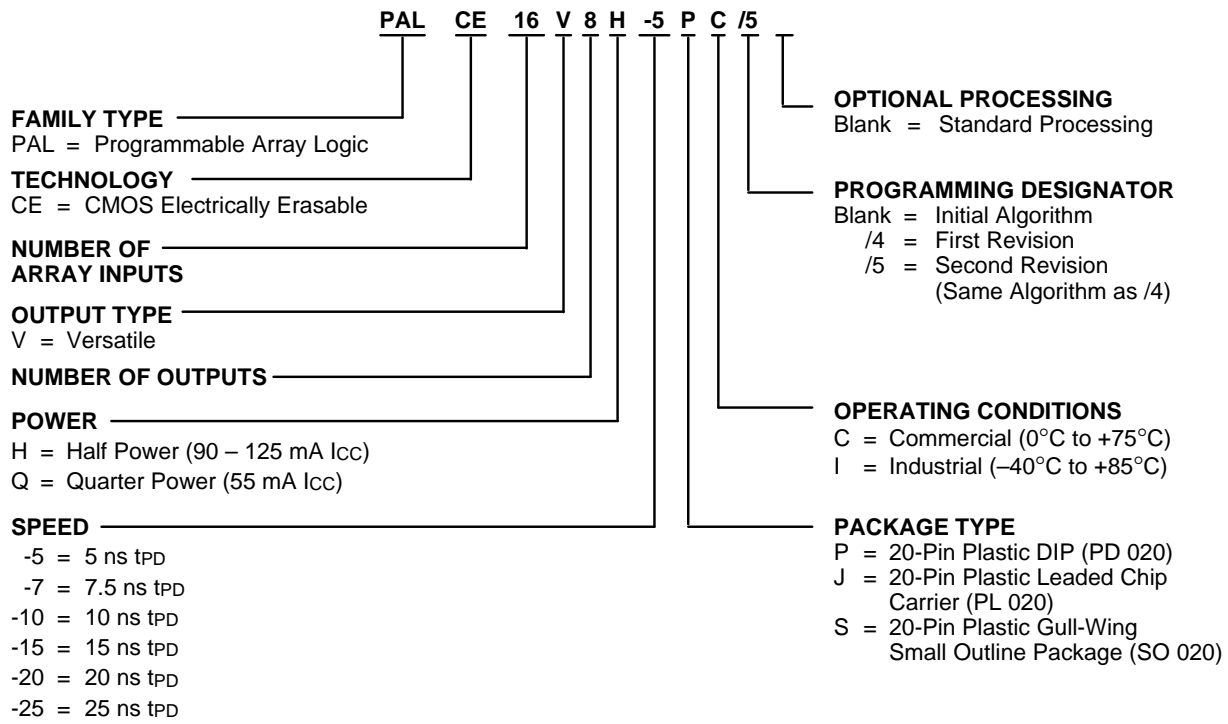 PAL CE 16 V 8 H -5 P C /5
FAMILY TYPE
PAL = Programmable Array Logic
TECHNOLOGY
CE = CMOS Electrically Erasable
NUMBER OF
ARRAY INPUTS
OUTPUT TYPE
V = Versatile
NUMBER OF OUTPUTS
POWER
H = Half Power (90 – 125 mA ICC)
Q = Quarter Power (55 mA ICC)
SPEED
-5 = 5 ns tPD
-7 = 7.5 ns tPD
-10 = 10 ns tPD
-15 = 15 ns tPD
-20 = 20 ns tPD
-25 = 25 ns tPD
OPTIONAL PROCESSING
Blank = Standard Processing
PROGRAMMING DESIGNATOR
Blank = Initial Algorithm
/4 = First Revision
/5 = Second Revision
(Same Algorithm as /4)
OPERATING CONDITIONS
C = Commercial (0°C to +75°C)
I = Industrial (–40°C to +85°C)
PACKAGE TYPE
P = 20-Pin Plastic DIP (PD 020)
J = 20-Pin Plastic Leaded Chip
Carrier (PL 020)
S = 20-Pin Plastic Gull-Wing
Small Outline Package (SO 020)